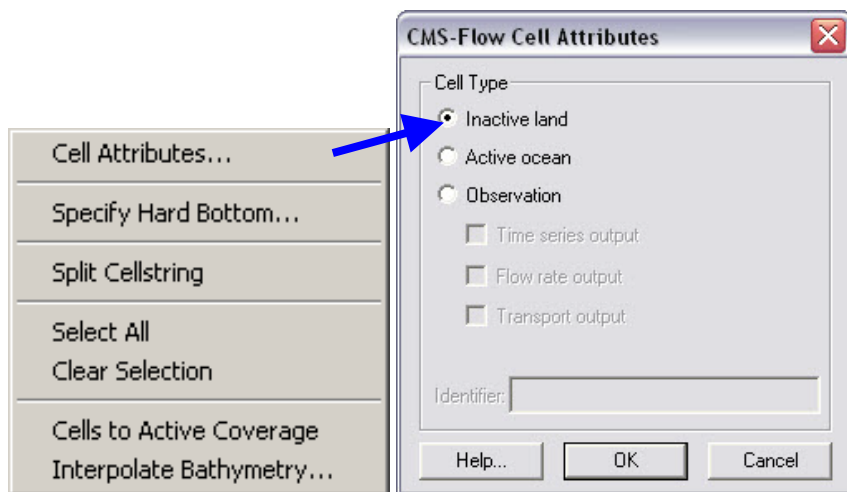 Cell Attributes...
Specify Hard Bottom...
Split Cellstring
Select All
Clear Selection
Cells to Active Coverage
Interpolate Bathymetry...
CMS-Flow Cell Attributes
Cell Type
Inactive land
Active ocean
Observation
Time series output
Flow rate output
Transport output
Identifier:
Help...
OK
Cancel